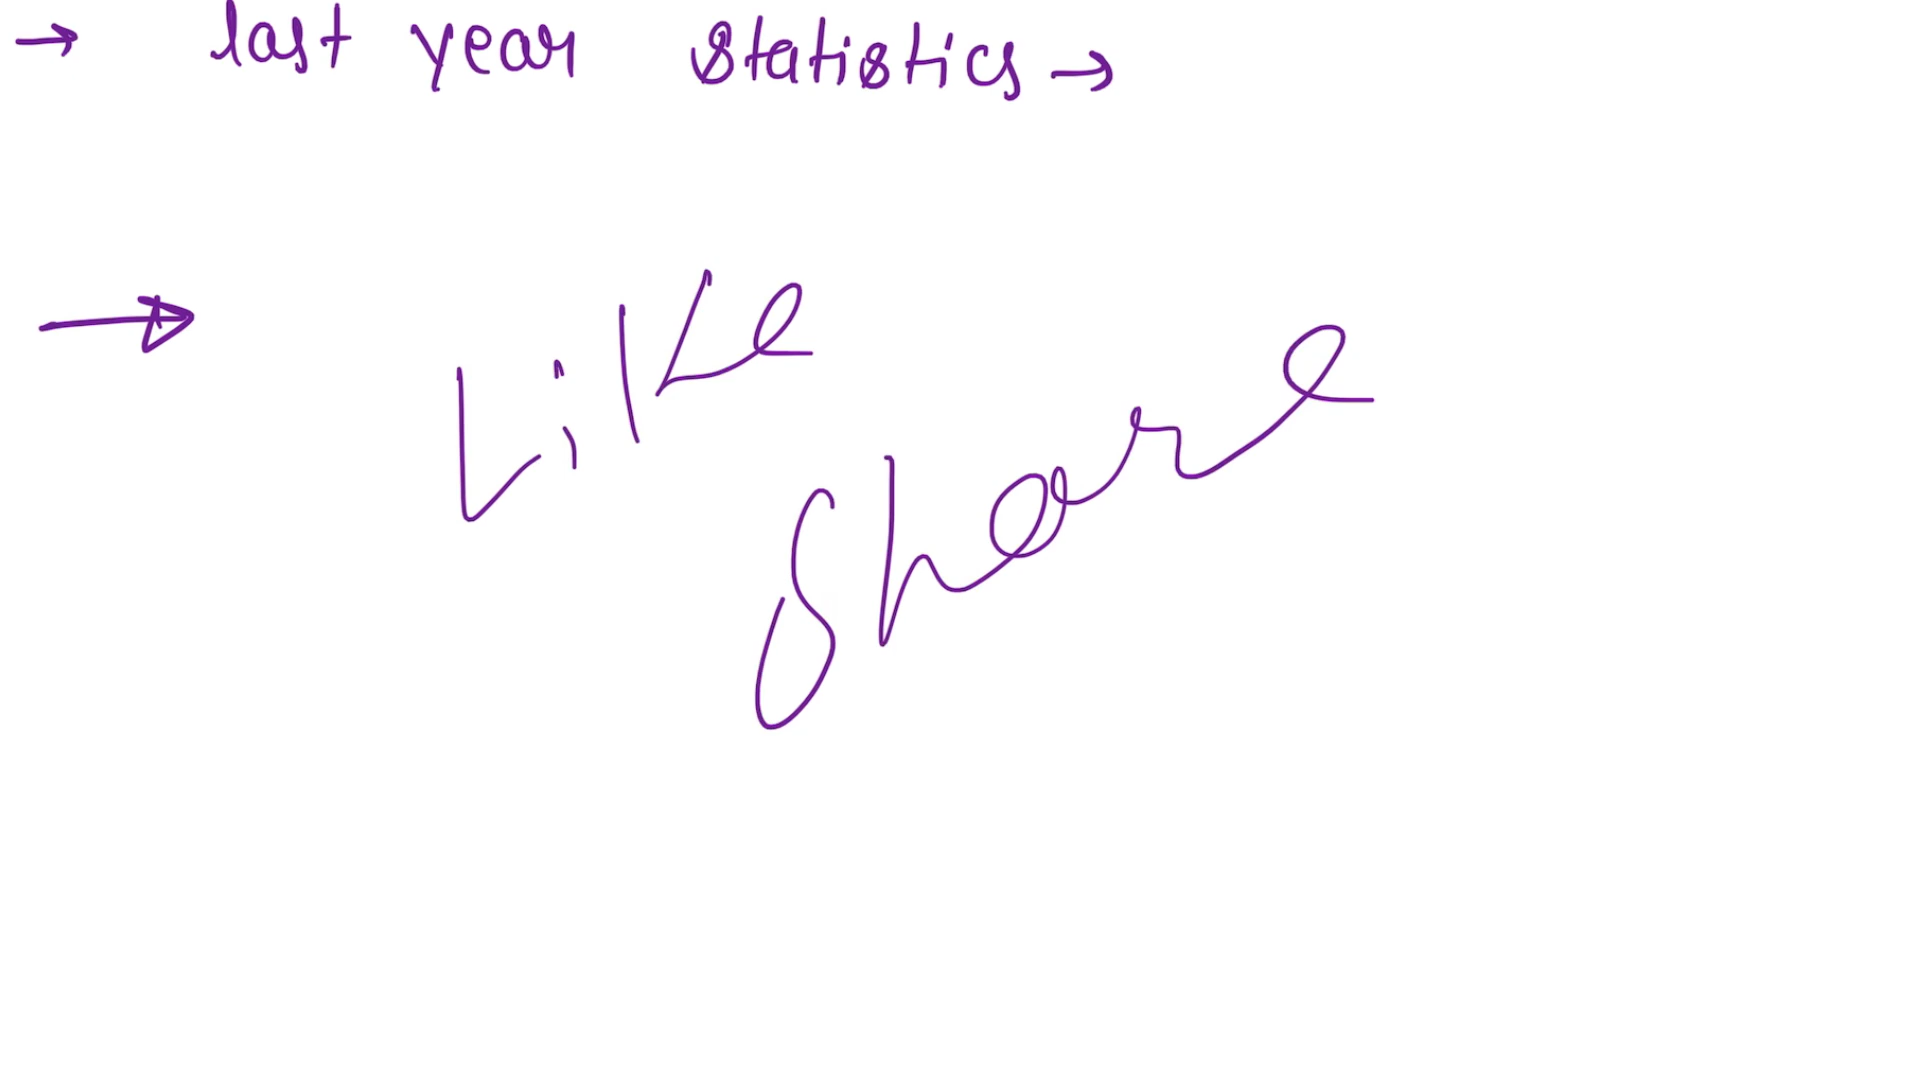 → last year statistics →
→ Like
Share